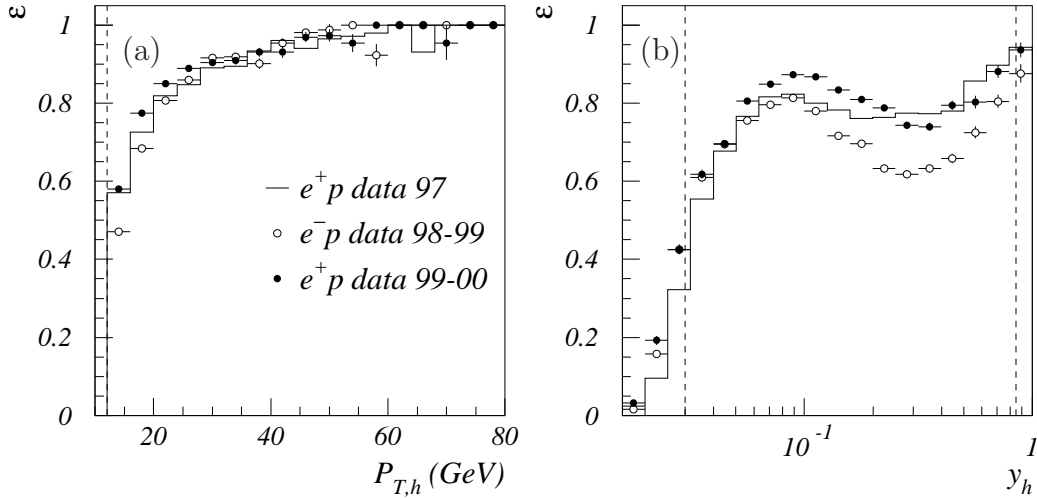 ε
(a)
1
0.8
0.6
0.4
0.2
0
20 40 60 80
P_{T,h} (GeV)
e⁺p data 97
e⁻p data 98-99
e⁺p data 99-00
ε
(b)
1
0.8
0.6
0.4
0.2
0
10⁻¹ 1
y_h